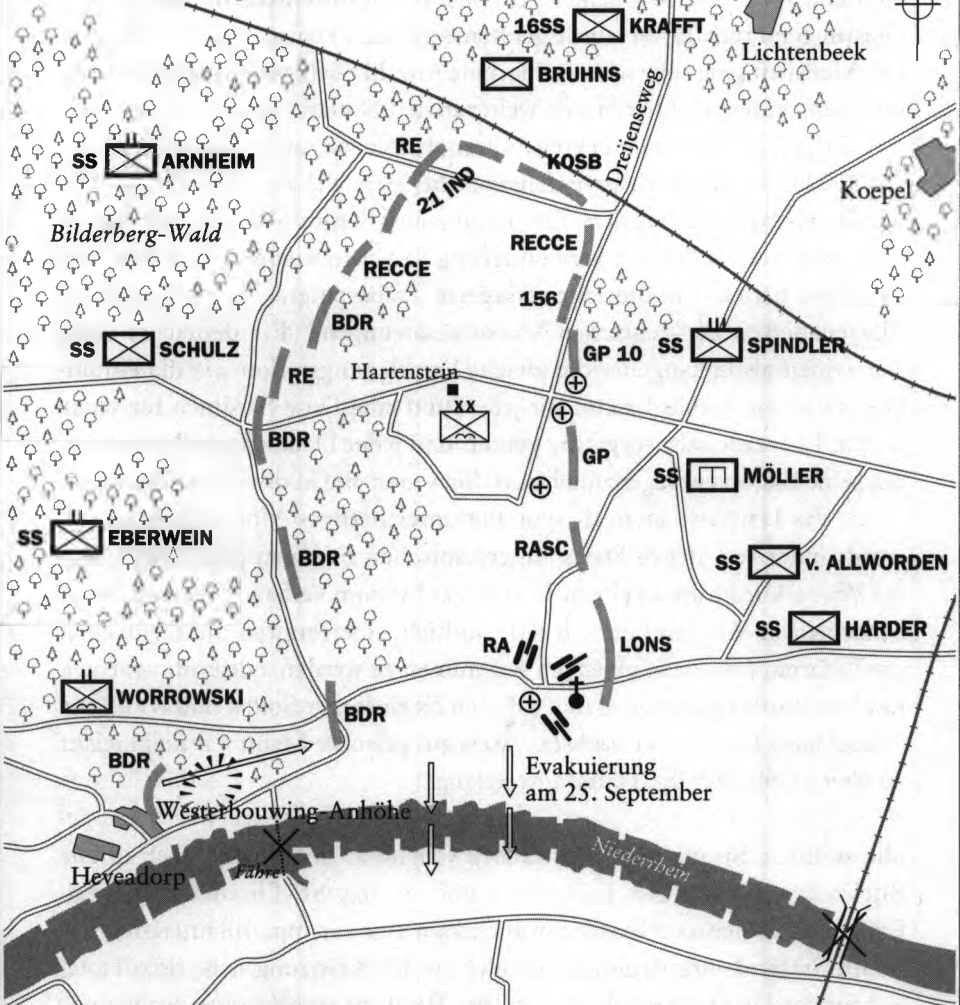 16SS KRAFFT
BRUHNS
Lichtenbeek
Dreijenseweg
Koepel
RE
KOSB
21. IND
SS ARNHEIM
Bilderberg-Wald
RECCE
RECCE
156
BDR
SS SCHULZ
RE
Hartenstein
XX
GP 10
SS SPINDLER
BDR
GP
SS MÖLLER
SS EBERWEIN
BDR
RASC
SS v. ALLWORDEN
SS HARDER
RA
LONS
WORROWSKI
BDR
BDR
Westerbouwing-Anhöhe
Evakuierung
am 25. September
Heveadorp
Fähre
Niederrhein